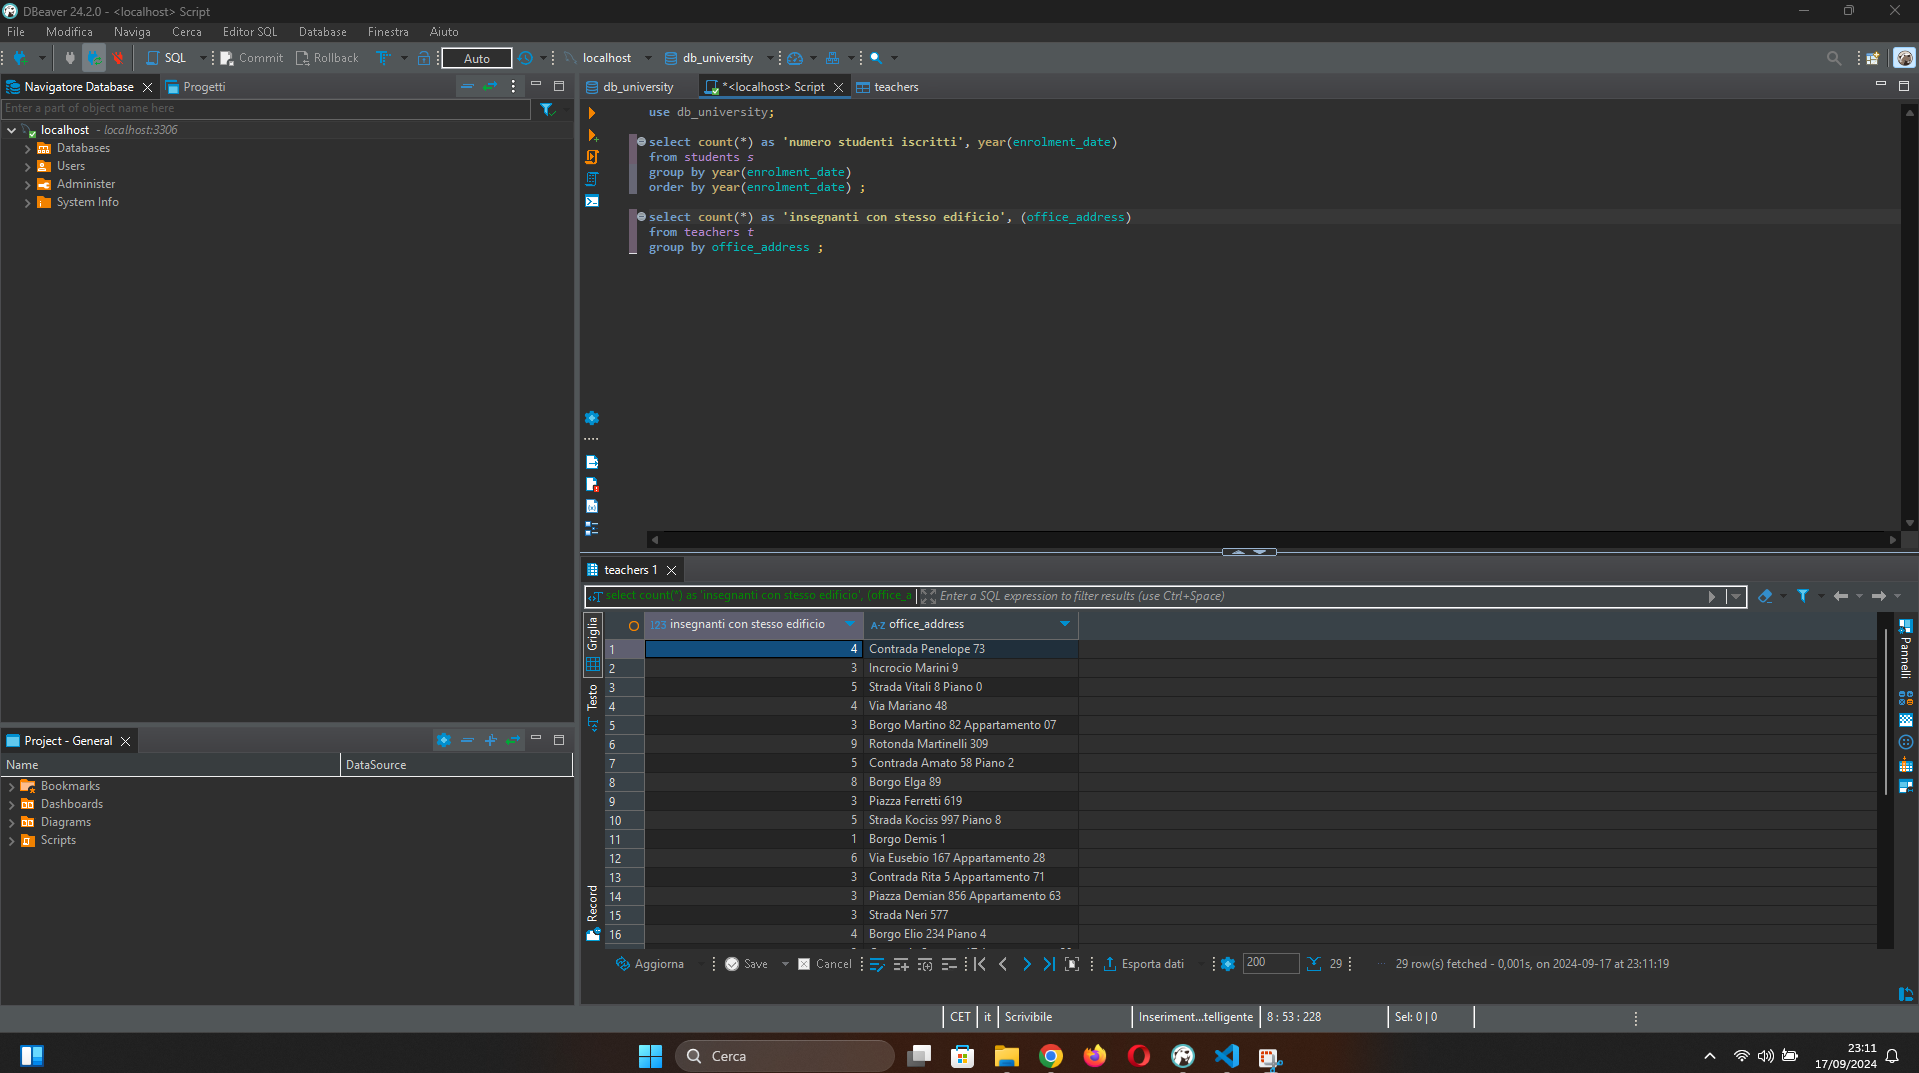 DBeaver 24.2.0 - <localhost> Script
File Modifica Naviga Cerca Editor SQL Database Finestra Aiuto
SQL Commit Rollback Auto localhost db_university
Navigatore Database Progetti
Enter a part of object name here
localhost - localhost:3306
Databases
Users
Administer
System Info
Project - General
Name DataSource
Bookmarks
Dashboards
Diagrams
Scripts
db_university *<localhost> Script teachers
use db_university;
select count(*) as 'numero studenti iscritti', year(enrolment_date)
from students s
group by year(enrolment_date)
order by year(enrolment_date) ;
select count(*) as 'insegnanti con stesso edificio', (office_address)
from teachers t
group by office_address ;
teachers 1
select count(*) as 'insegnanti con stesso edificio', (office_a Enter a SQL expression to filter results (use Ctrl+Space)
Griglia
Testo
Record
Pannelli
123 insegnanti con stesso edificio A-Z office_address
1 4 Contrada Penelope 73
2 3 Incrocio Marini 9
3 5 Strada Vitali 8 Piano 0
4 4 Via Mariano 48
5 3 Borgo Martino 82 Appartamento 07
6 9 Rotonda Martinelli 309
7 5 Contrada Amato 58 Piano 2
8 8 Borgo Elga 89
9 3 Piazza Ferretti 619
10 5 Strada Kociss 997 Piano 8
11 1 Borgo Demis 1
12 6 Via Eusebio 167 Appartamento 28
13 3 Contrada Rita 5 Appartamento 71
14 3 Piazza Demian 856 Appartamento 63
15 3 Strada Neri 577
16 4 Borgo Elio 234 Piano 4
Aggiorna Save Cancel Esporta dati 200 29 29 row(s) fetched - 0,001s, on 2024-09-17 at 23:11:19
CET it Scrivibile Inseriment...telligente 8 : 53 : 228 Sel: 0 | 0
Cerca
23:11
17/09/2024